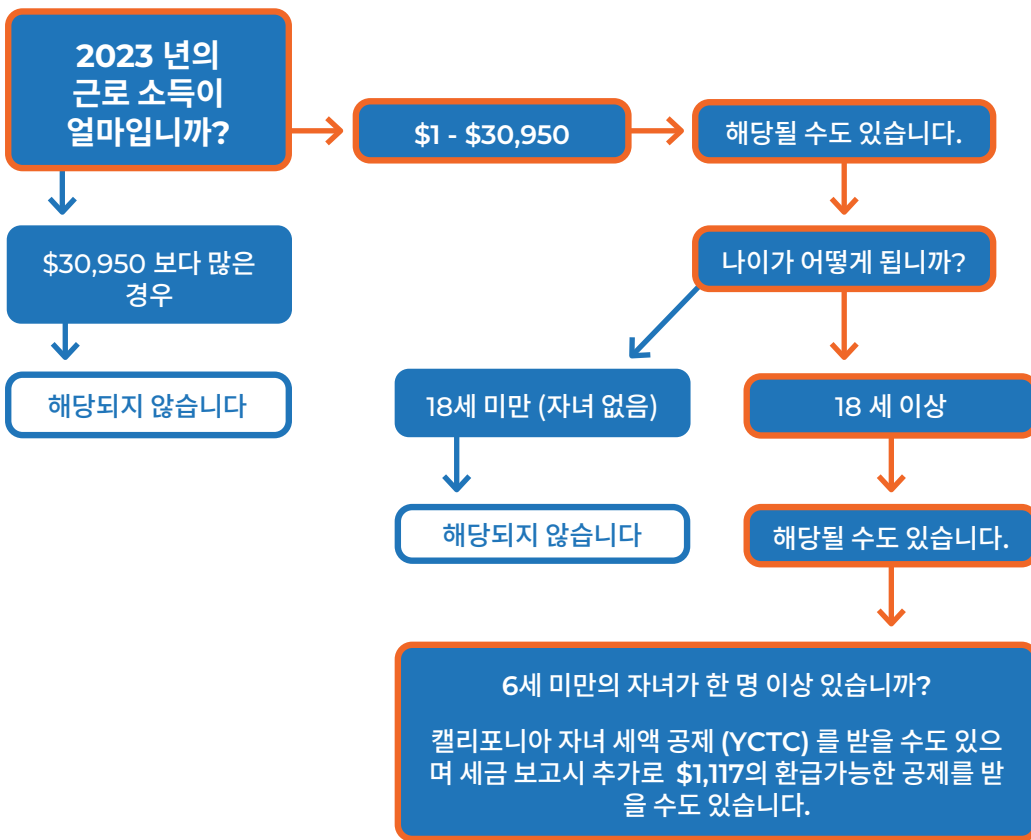 2023 년의
근로 소득이
얼마입니까?
$1 - $30,950
해당될 수도 있습니다.
$30,950 보다 많은
경우
해당되지 않습니다
나이가 어떻게 됩니까?
18세 미만 (자녀 없음)
해당되지 않습니다
18 세 이상
해당될 수도 있습니다.
6세 미만의 자녀가 한 명 이상 있습니까?
캘리포니아 자녀 세액 공제 (YCTC) 를 받을 수도 있으
며 세금 보고시 추가로 $1,117의 환급가능한 공제를 받
을 수도 있습니다.